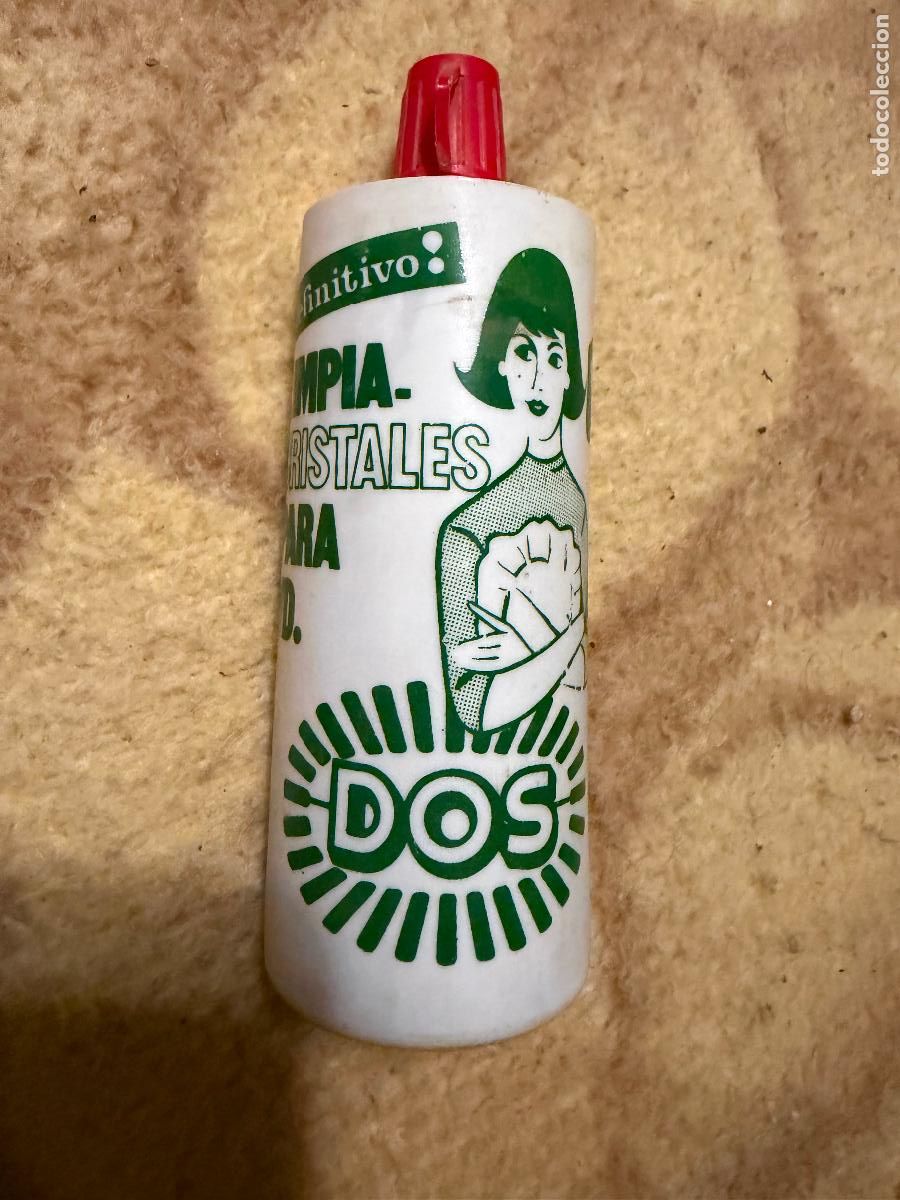 finitivo:
IMPIA-
RISTALES
ARA
D.
DOS
todocoleccion